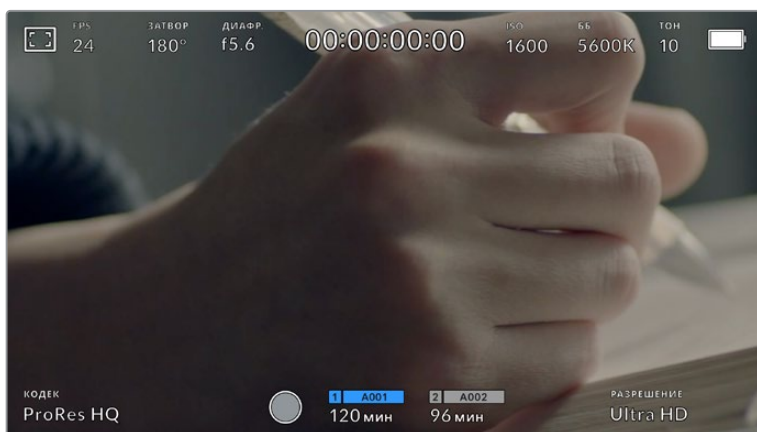 FPS ЗАТВОР ДИАФР. 00:00:00:00 ISO ББ ТОН
24 180° f5.6 1600 5600K 10
КОДЕК 1 A001 2 A002 РАЗРЕШЕНИЕ
ProRes HQ 120 мин 96 мин Ultra HD